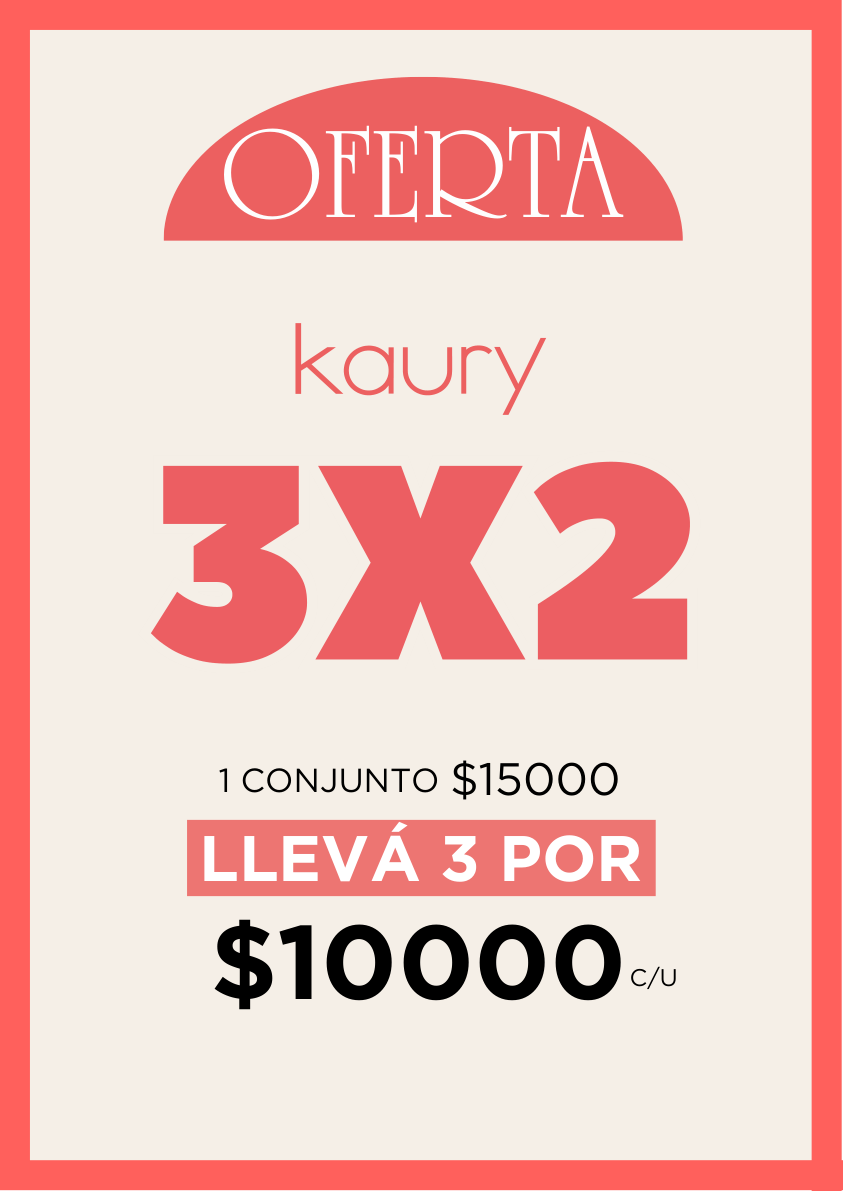 OFERTA
kaury
3X2
1 CONJUNTO $15000
LLEVÁ 3 POR
$10000 C/U